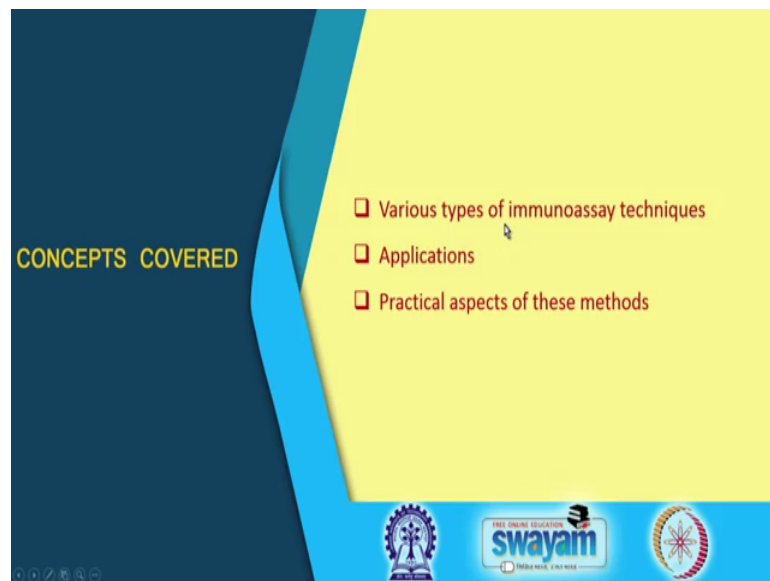 CONCEPTS COVERED
Various types of immunoassay techniques
Applications
Practical aspects of these methods
FREE ONLINE EDUCATION
swayam